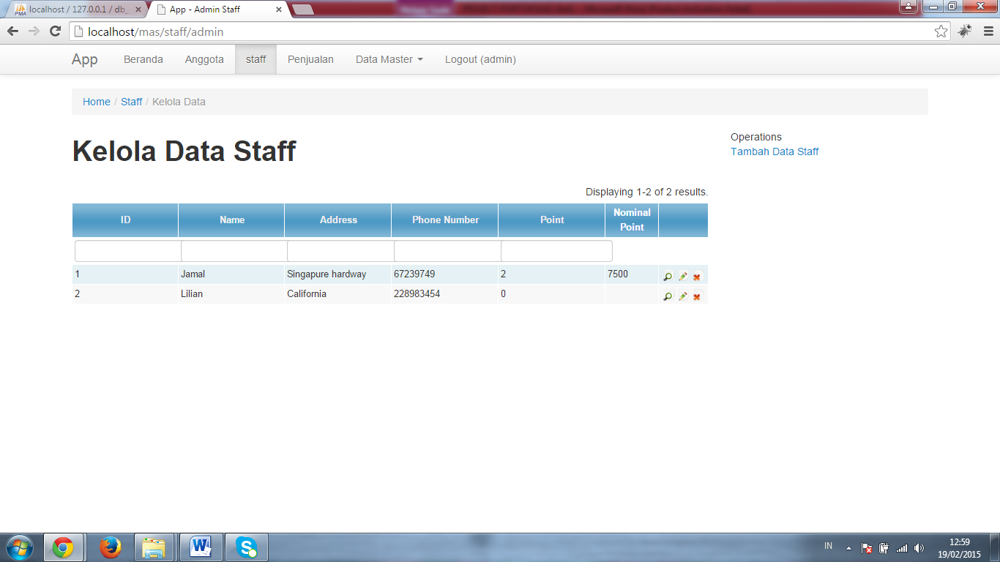 localhost / 127.0.0.1 / db_
App - Admin Staff
localhost/mas/staff/admin
App Beranda Anggota staff Penjualan Data Master Logout (admin)
Home / Staff / Kelola Data
Kelola Data Staff
Operations
Tambah Data Staff
Displaying 1-2 of 2 results.
ID Name Address Phone Number Point Nominal Point
1 Jamal Singapure hardway 67239749 2 7500
2 Lilian California 228983454 0
IN
12:59
19/02/2015